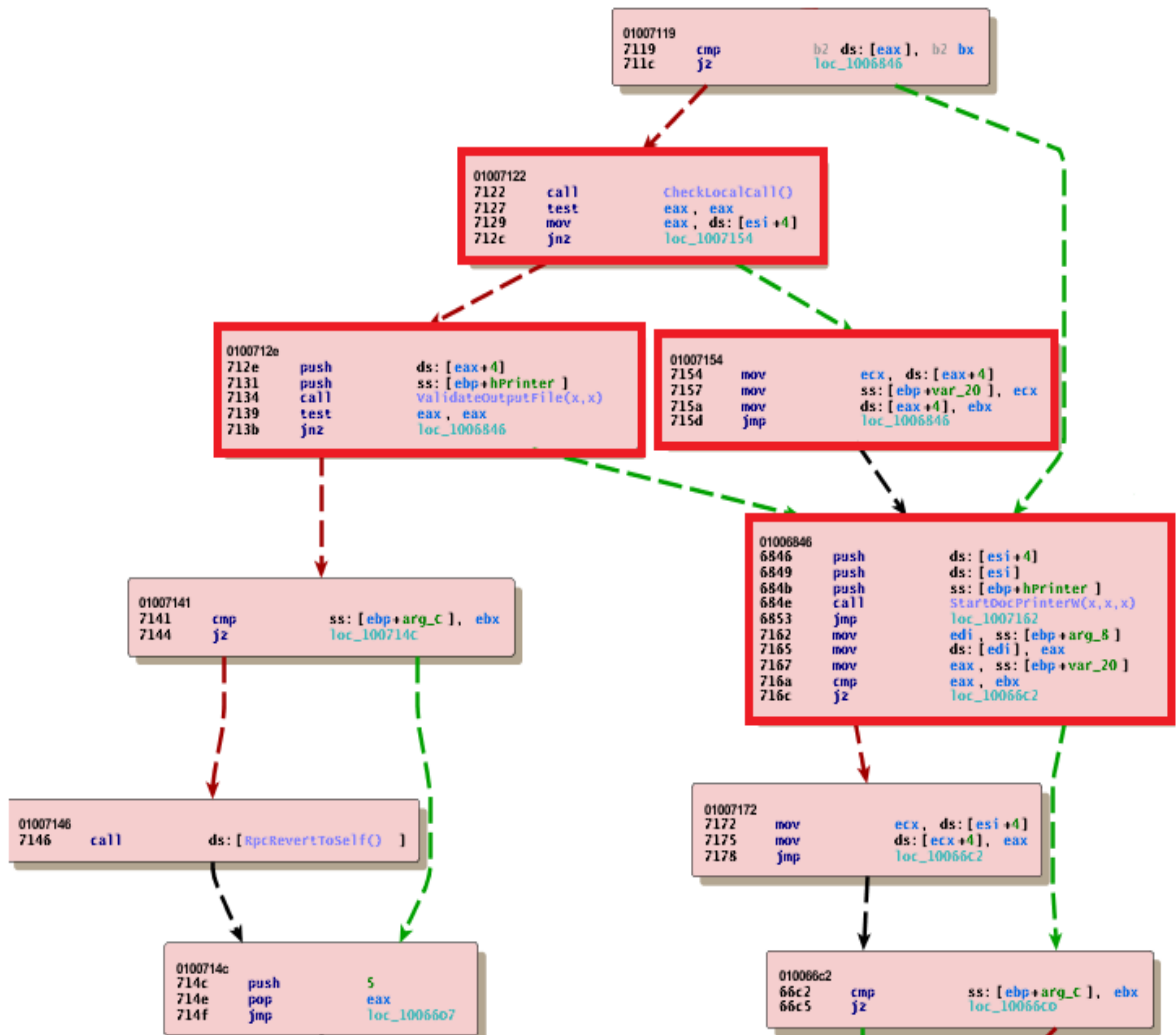 01007119
7119 cmp b2 ds:[eax], b2 bx
711c jz loc_1006846
01007122
7122 call CheckLocalCall()
7127 test eax, eax
7129 mov eax, ds:[esi+4]
712c jnz loc_1007154
0100712e
712e push ds:[eax+4]
7131 push ss:[ebp+hPrinter]
7134 call ValidateOutputFile(x,x)
7139 test eax, eax
713b jnz loc_1006846
01007154
7154 mov ecx, ds:[eax+4]
7157 mov ss:[ebp+var_20], ecx
715a mov ds:[eax+4], ebx
715d jmp loc_1006846
01006846
6846 push ds:[esi+4]
6849 push ds:[esi]
684b push ss:[ebp+hPrinter]
684e call StartDocPrinterW(x,x,x)
6853 jmp loc_1007162
7162 mov edi, ss:[ebp+arg_8]
7165 mov ds:[edi], eax
7167 mov eax, ss:[ebp+var_20]
716a cmp eax, ebx
716c jz loc_10066c2
01007141
7141 cmp ss:[ebp+arg_C], ebx
7144 jz loc_100714c
01007146
7146 call ds:[RpcRevertToSelf() ]
01007172
7172 mov ecx, ds:[esi+4]
7175 mov ds:[ecx+4], eax
7178 jmp loc_10066c2
0100714c
714c push 5
714e pop eax
714f jmp loc_10066D7
010066c2
66c2 cmp ss:[ebp+arg_C], ebx
66c5 jz loc_10066CD